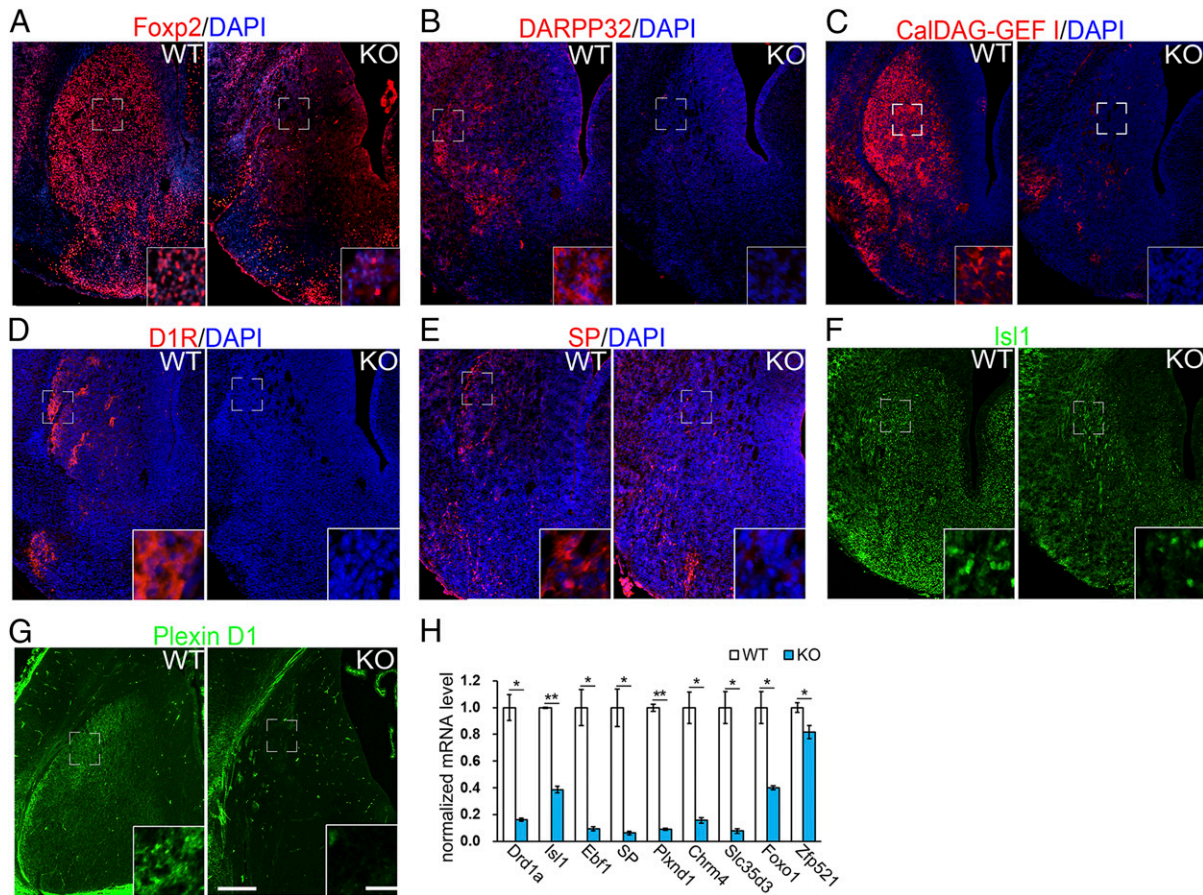 A
Foxp2/DAPI
WT
KO
B
DARPP32/DAPI
WT
KO
C
CalDAG-GEF I/DAPI
WT
KO
D
D1R/DAPI
WT
KO
E
SP/DAPI
WT
KO
F
Isl1
WT
KO
G
Plexin D1
WT
KO
H
WT KO
normalized mRNA level
1.2
1.0
0.8
0.6
0.4
0.2
0.0
* ** * * ** * * * *
Drd1a Isl1 Ebf1 SP Plxnd1 Chrm4 Slc35d3 Foxo1 Zfp521